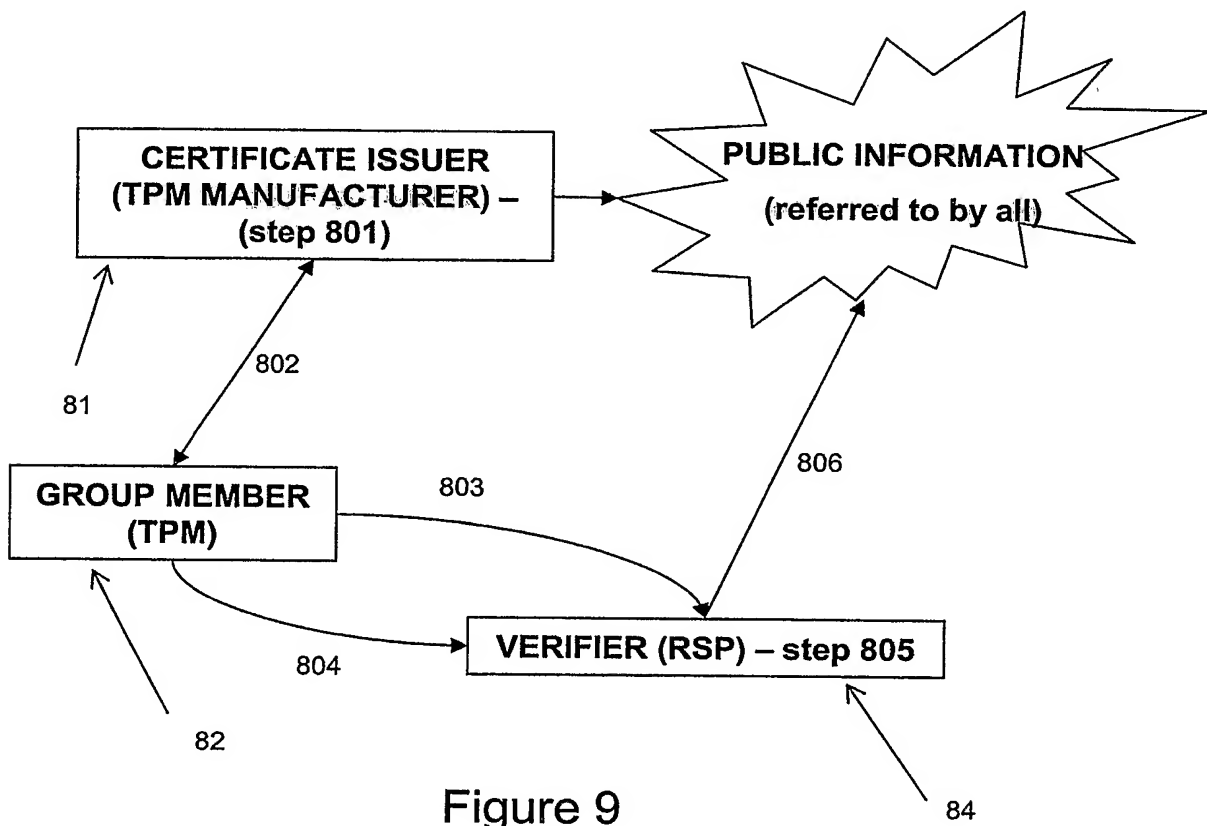 CERTIFICATE ISSUER
(TPM MANUFACTURER) –
(step 801)
PUBLIC INFORMATION
(referred to by all)
802
81
GROUP MEMBER
(TPM)
803
806
804
VERIFIER (RSP) – step 805
82
84
Figure 9